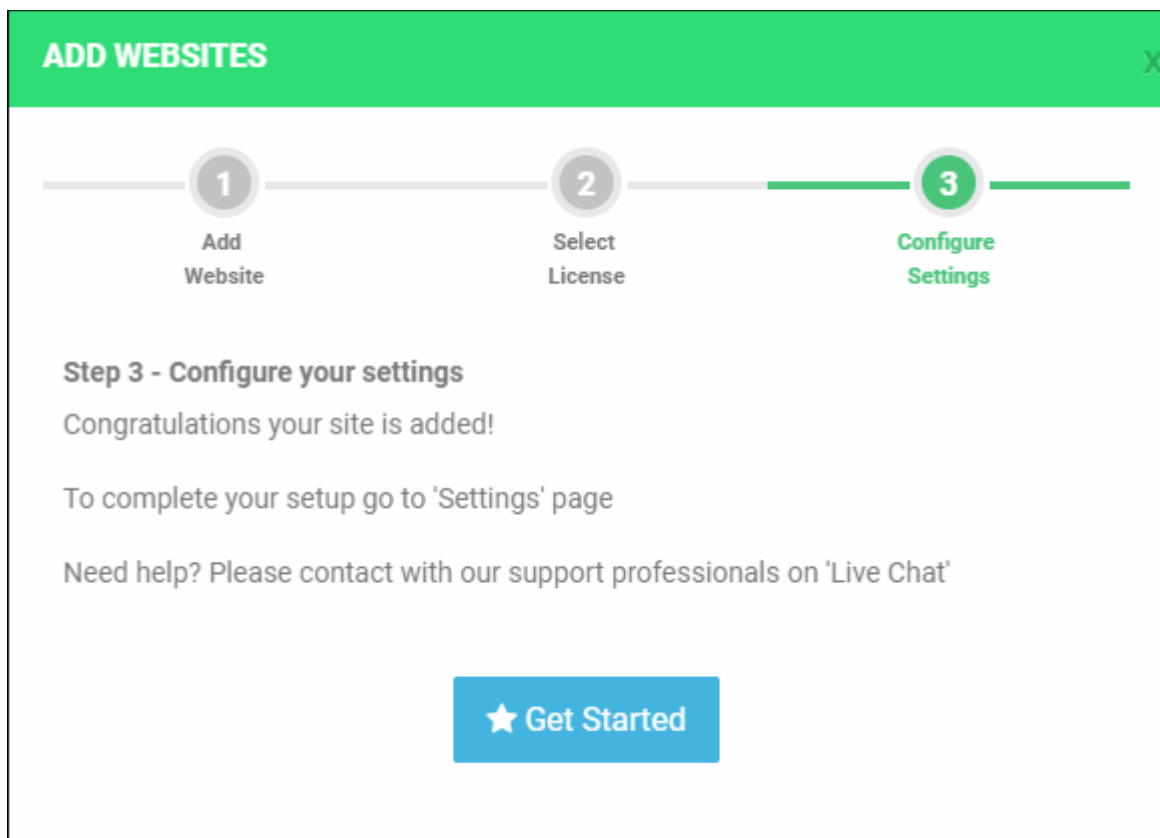 ADD WEBSITES
X
1
2
3
Add
Website
Select
License
Configure
Settings
Step 3 - Configure your settings
Congratulations your site is added!
To complete your setup go to 'Settings' page
Need help? Please contact with our support professionals on 'Live Chat'
Get Started